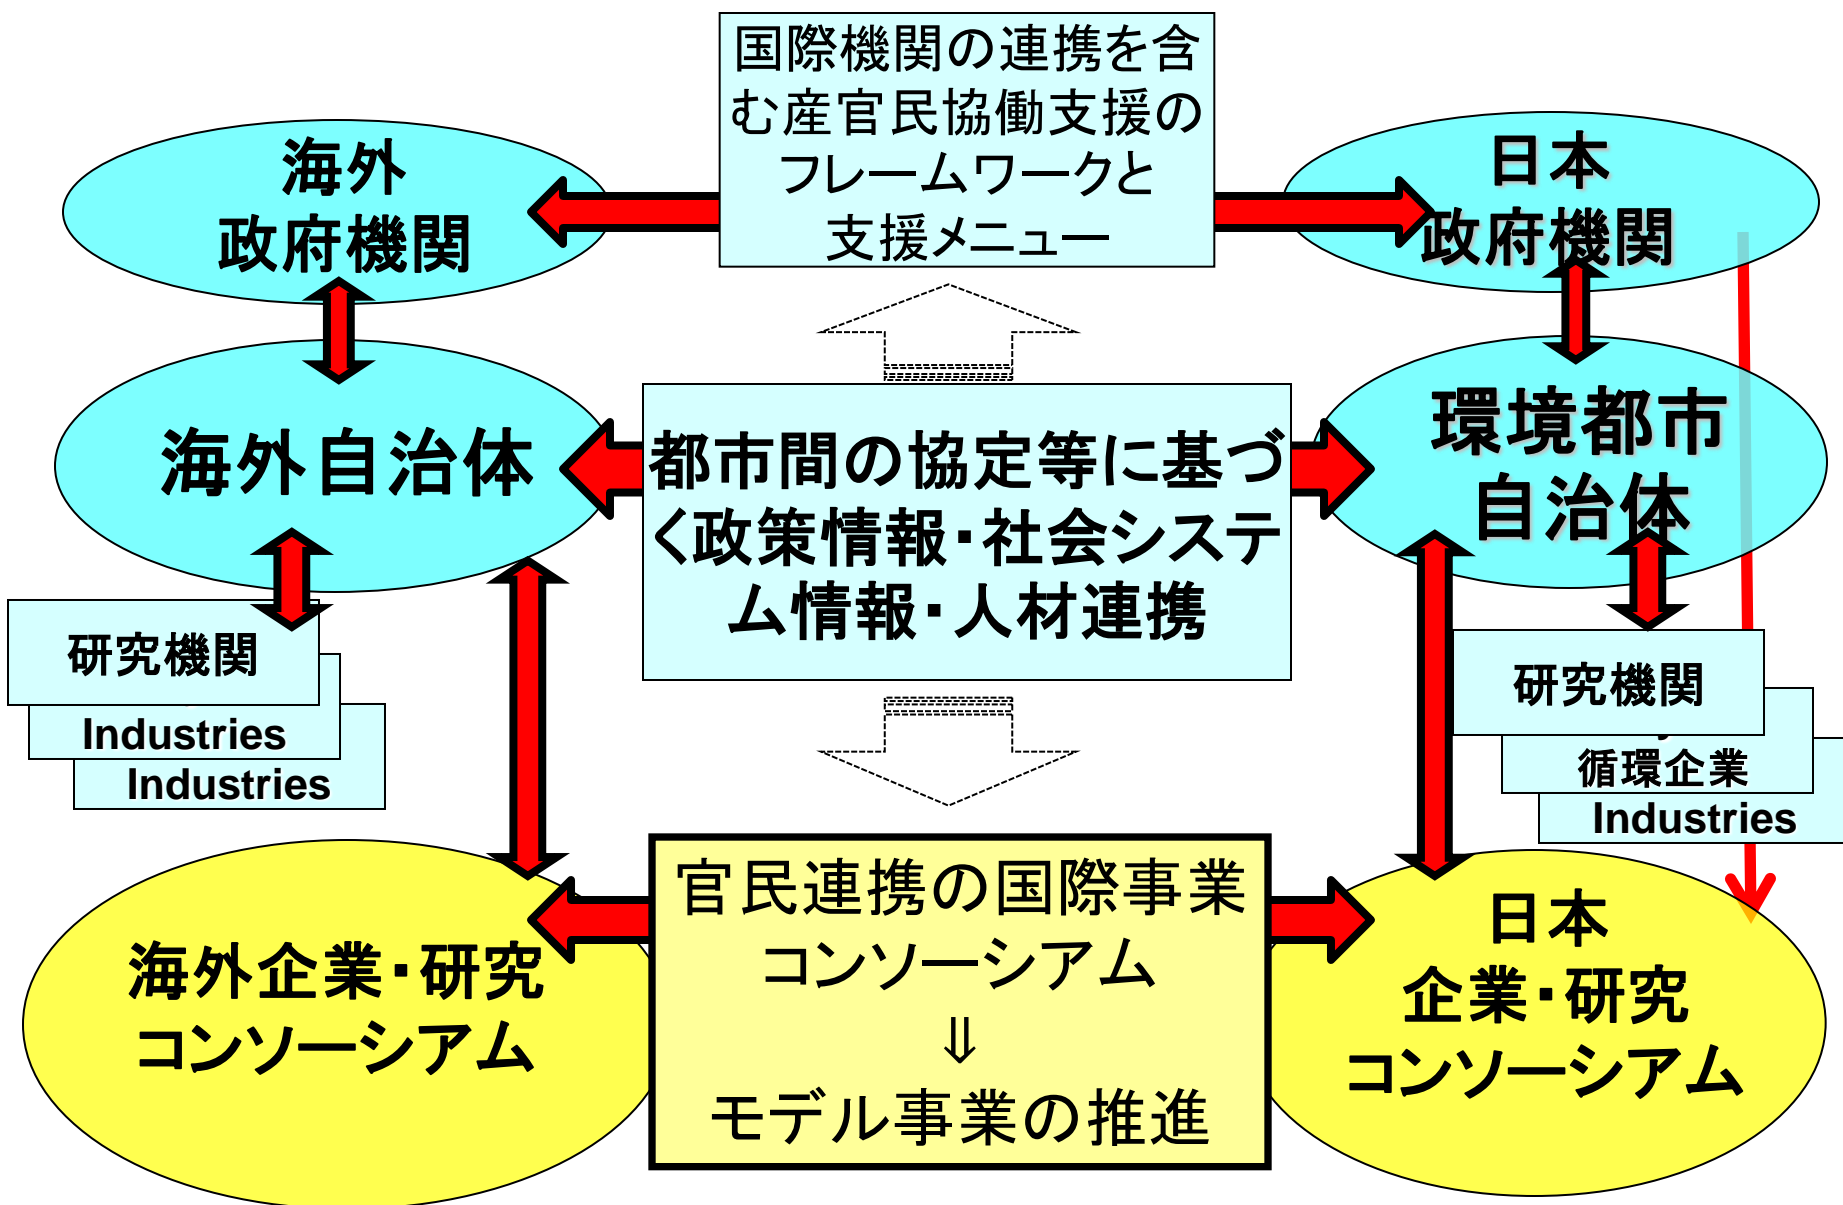 国際機関の連携を含
む産官民協働支援の
フレームワークと
支援メニュー
海外
政府機関
日本
政府機関
海外自治体
都市間の協定等に基づ
く政策情報・社会システ
ム情報・人材連携
環境都市
自治体
研究機関
Industries
Industries
研究機関
循環企業
Industries
海外企業・研究
コンソーシアム
官民連携の国際事業
コンソーシアム
⇓
モデル事業の推進
日本
企業・研究
コンソーシアム